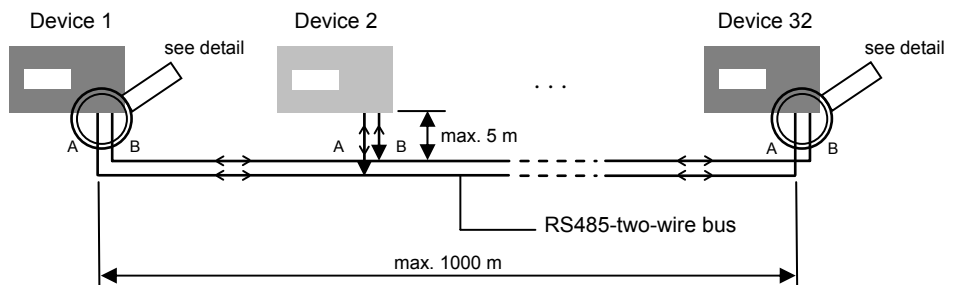 Device 1
Device 2
Device 32
see detail
see detail
. . .
A
B
A
B
max. 5 m
A
B
RS485-two-wire bus
max. 1000 m